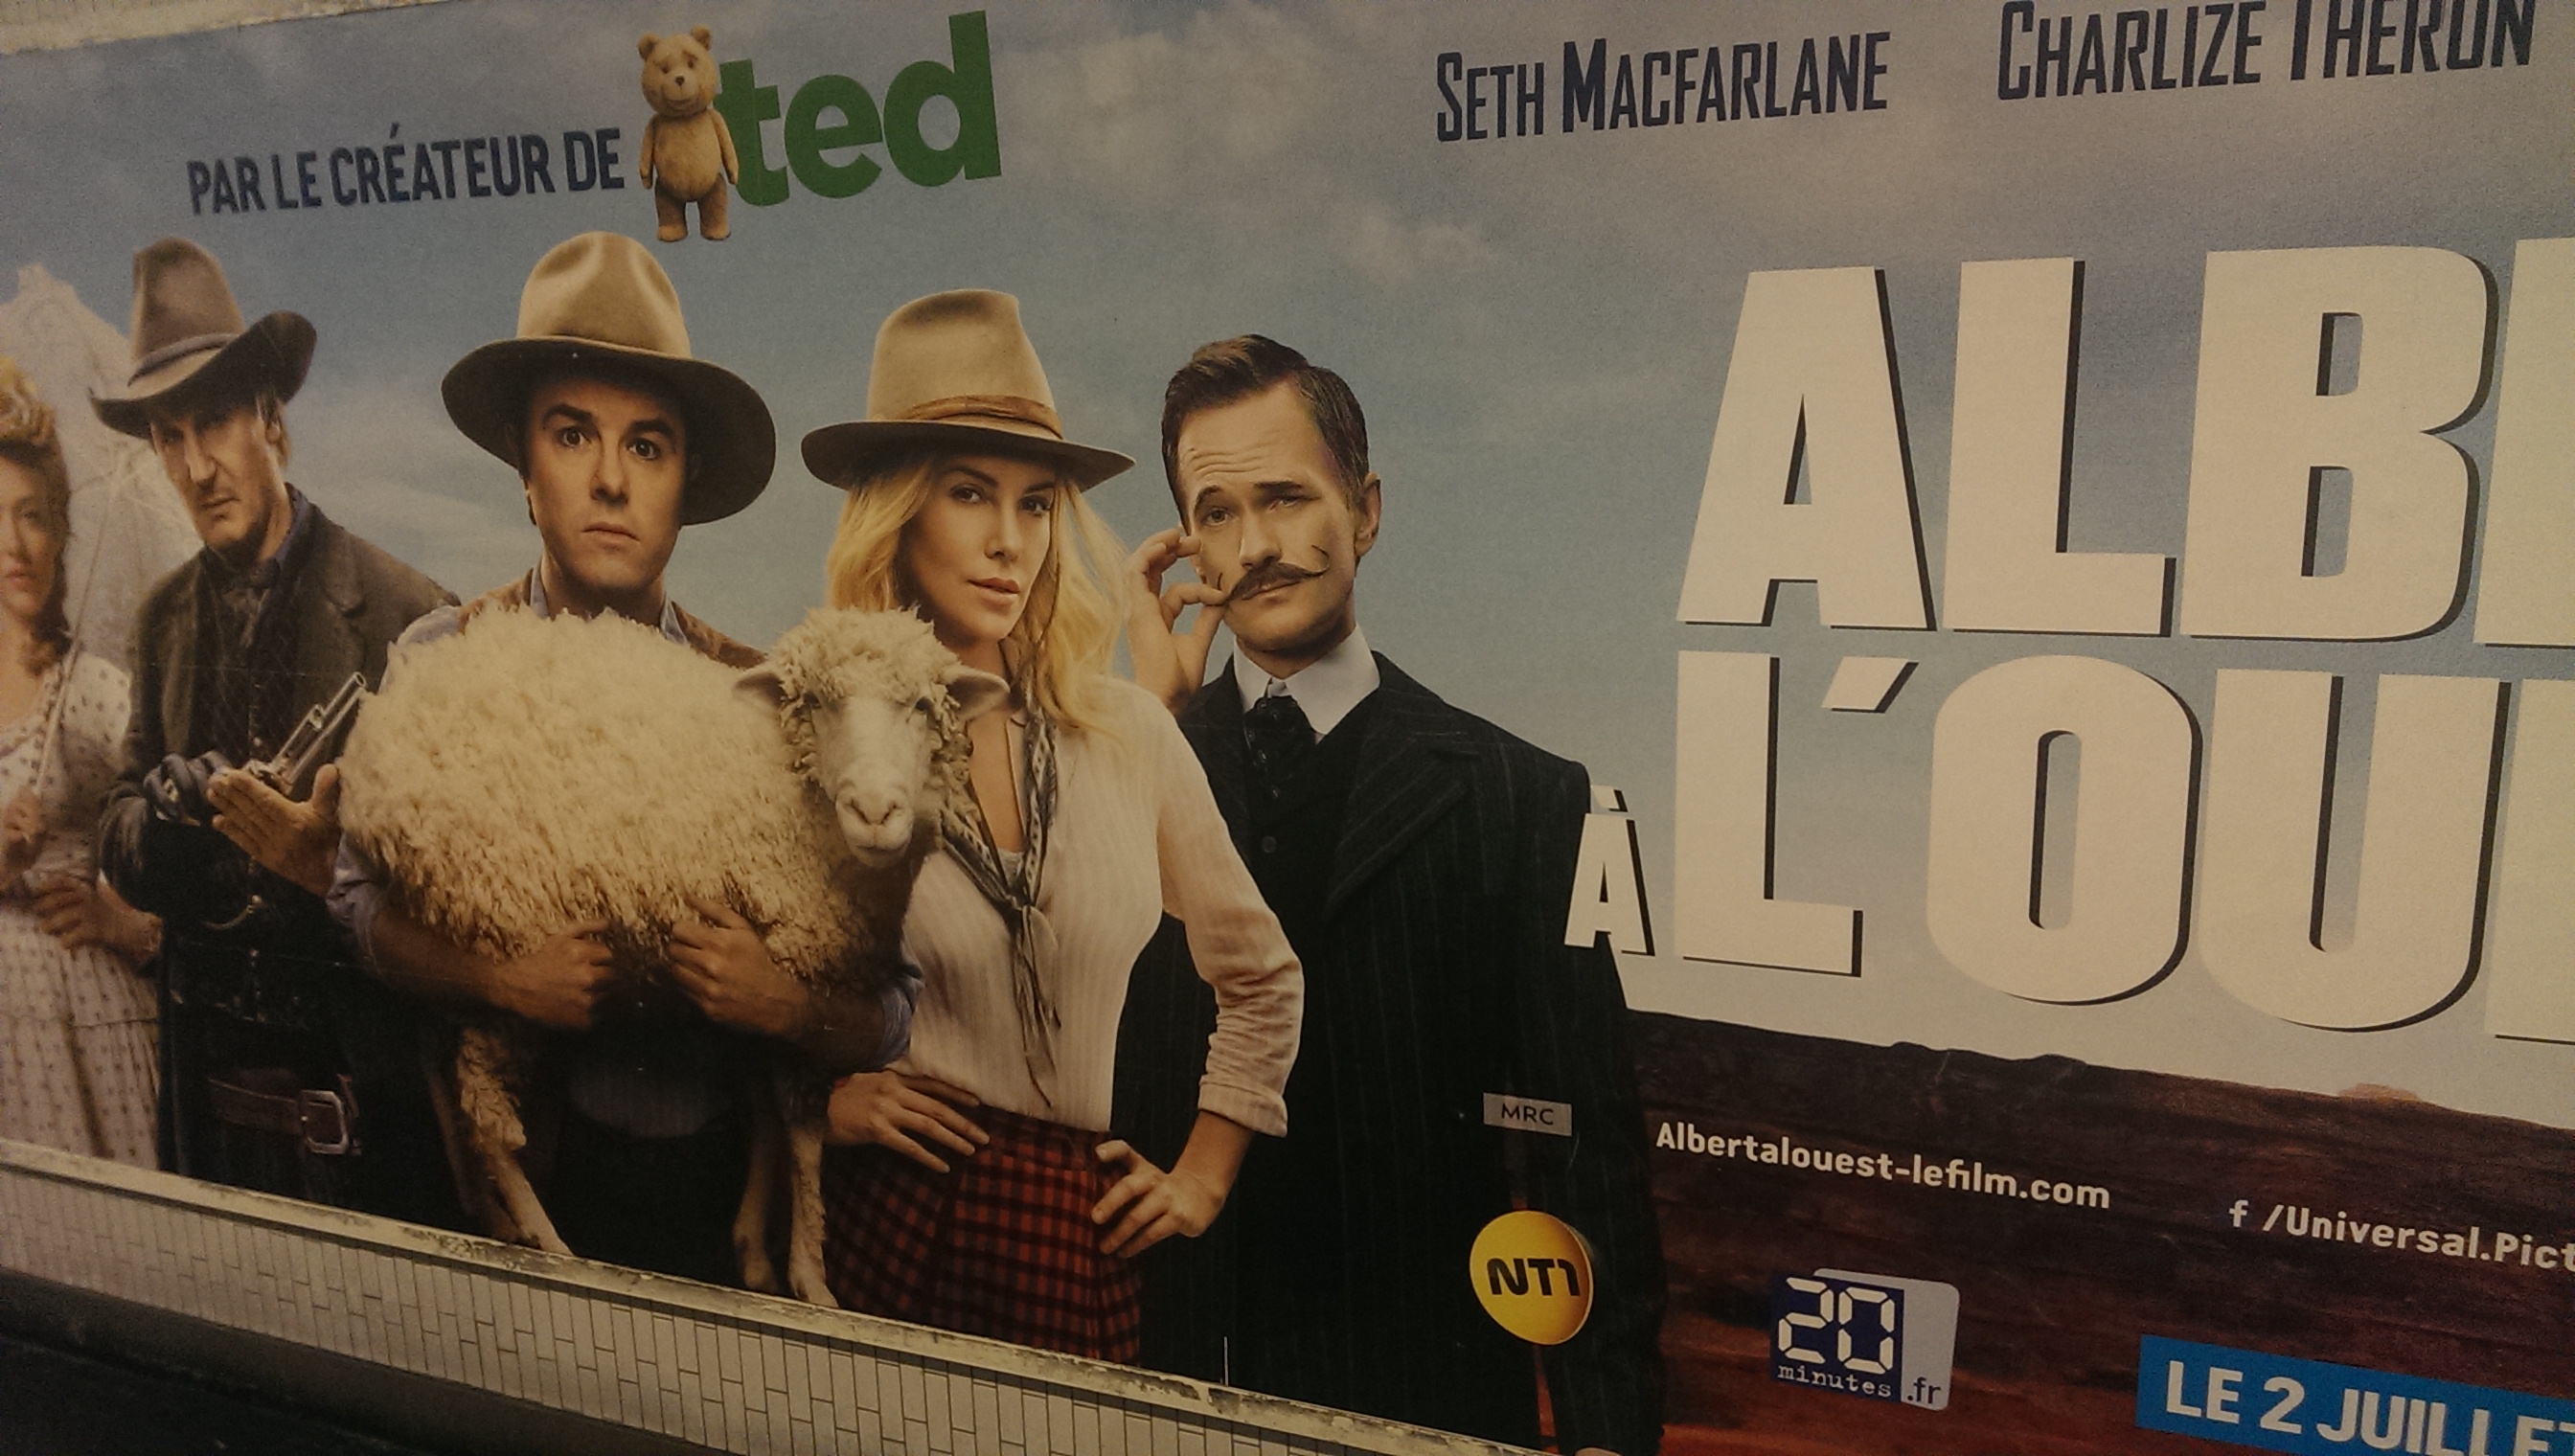 PAR LE CRÉATEUR DE ted
SETH MACFARLANE CHARLIZE THERON
ALB
À L'OU
MRC
Albertalouest-lefilm.com
f /Universal.Pict
NT1
20
minutes .fr
LE 2 JUILLE